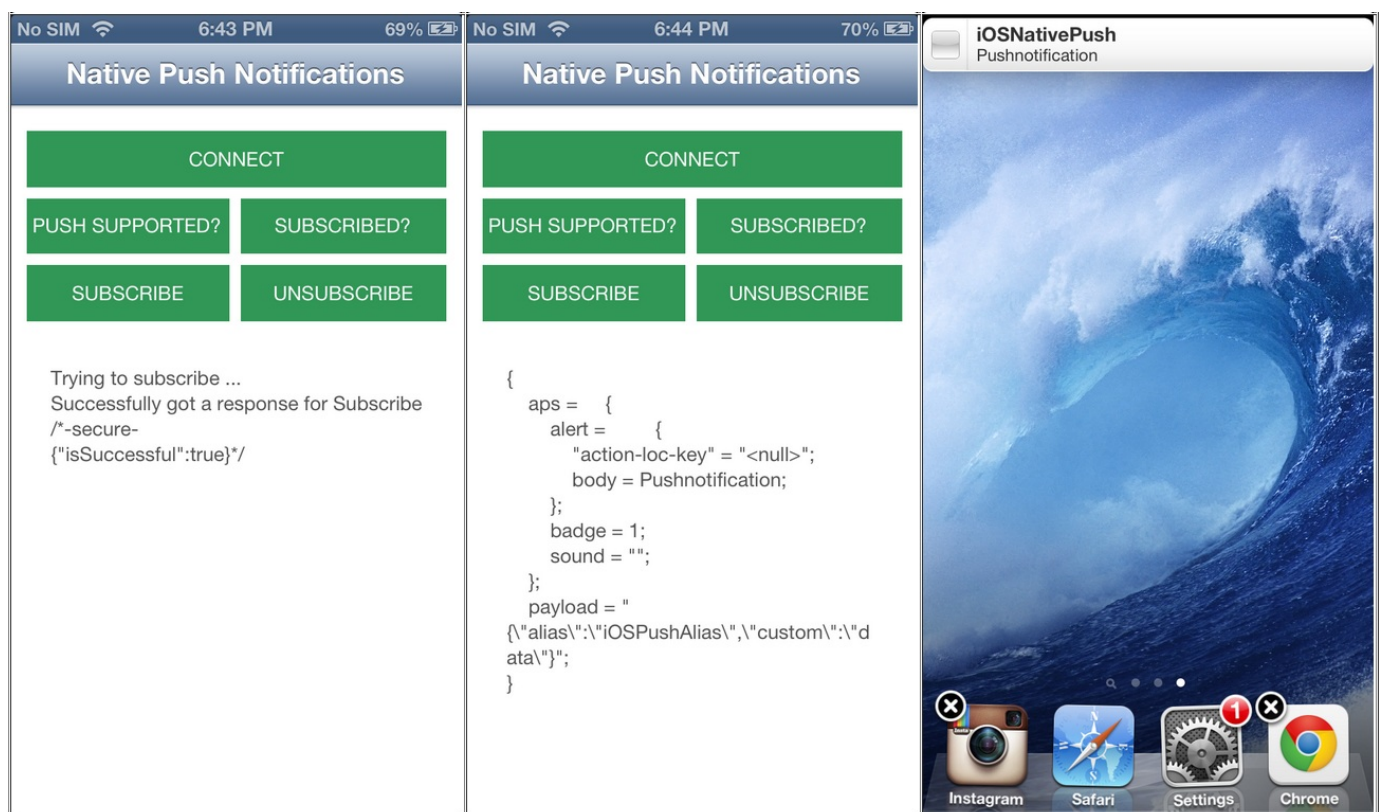 No SIM 6:43 PM 69%
Native Push Notifications
CONNECT
PUSH SUPPORTED? SUBSCRIBED?
SUBSCRIBE UNSUBSCRIBE
Trying to subscribe ...
Successfully got a response for Subscribe
/*-secure-
{"isSuccessful":true}*/
No SIM 6:44 PM 70%
Native Push Notifications
CONNECT
PUSH SUPPORTED? SUBSCRIBED?
SUBSCRIBE UNSUBSCRIBE
{
aps = {
alert = {
"action-loc-key" = "<null>";
body = Pushnotification;
};
badge = 1;
sound = "";
};
payload = "
{\"alias\":\"iOSPushAlias\",\"custom\":\"d
ata\"}";
}
iOSNativePush
Pushnotification
1
Instagram Safari Settings Chrome